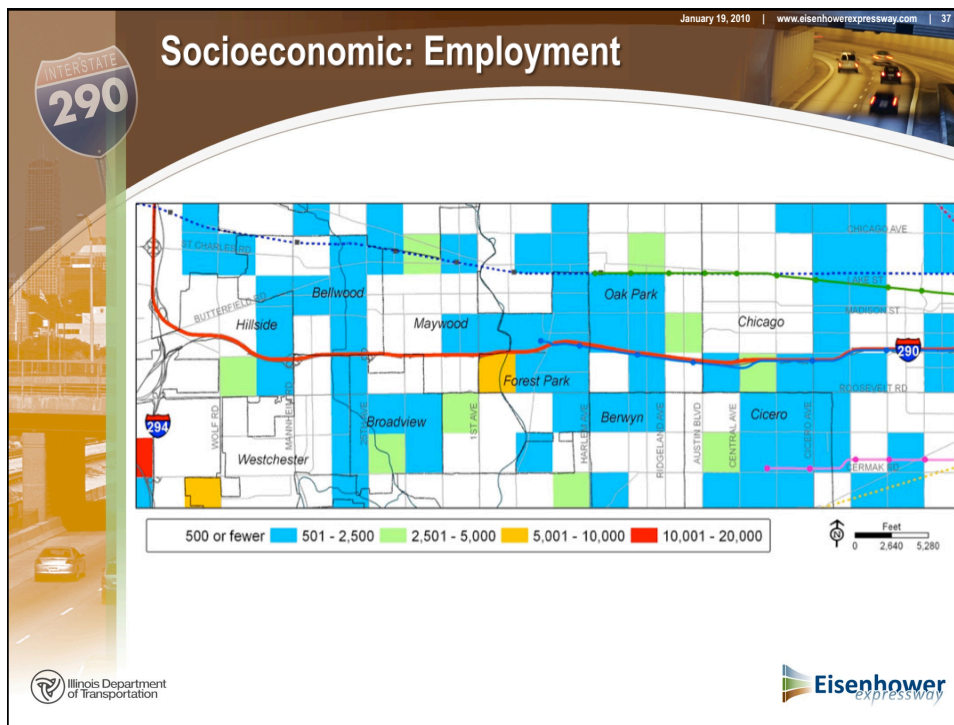 January 19, 2010 | www.eisenhowerexpressway.com | 37
Socioeconomic: Employment
INTERSTATE
290
CHICAGO AVE
ST CHARLES RD
LAKE ST
BUTTERFIELD RD
Bellwood
Oak Park
MADISON ST
Hillside
Maywood
Chicago
290
Forest Park
ROOSEVELT RD
294
WOLF RD
MANNHEIM RD
25TH AVE
Broadview
1ST AVE
HARLEM AVE
Berwyn
RIDGELAND AVE
AUSTIN BLVD
CENTRAL AVE
Cicero
CICERO AVE
Westchester
CERMAK RD
500 or fewer 501 - 2,500 2,501 - 5,000 5,001 - 10,000 10,001 - 20,000
N
Feet
0 2,640 5,280
Illinois Department
of Transportation
Eisenhower
expressway